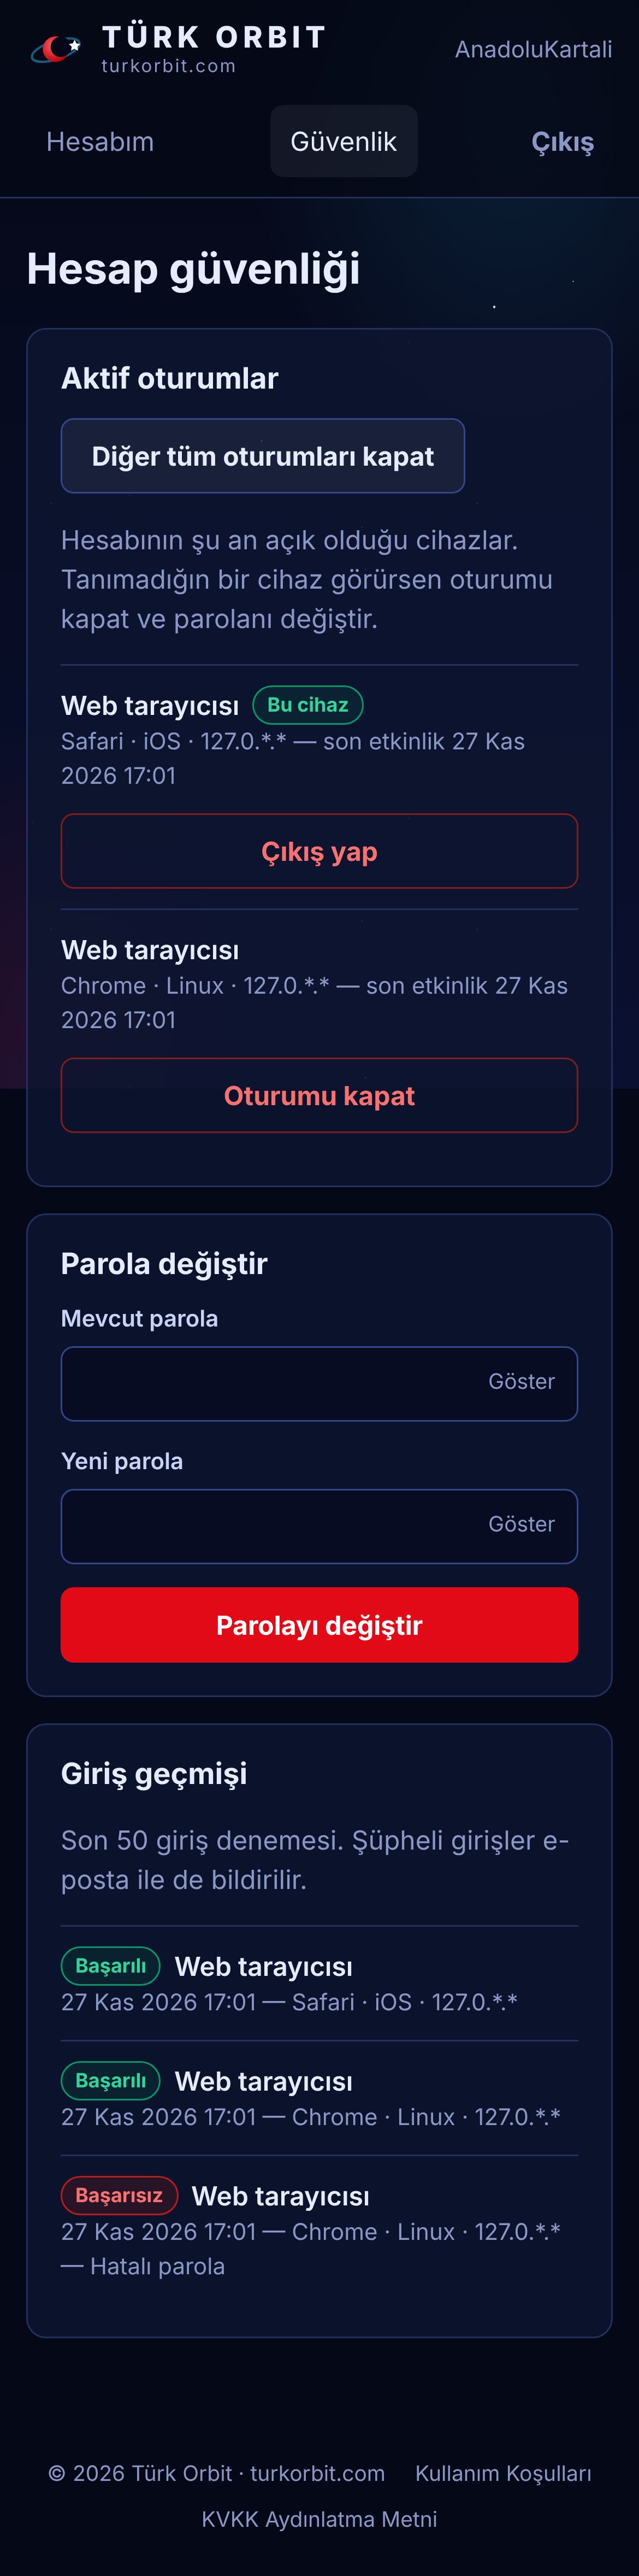 TÜRK ORBIT
turkorbit.com
AnadoluKartali
Hesabım
Güvenlik
Çıkış
Hesap güvenliği
Aktif oturumlar
Diğer tüm oturumları kapat
Hesabının şu an açık olduğu cihazlar.
Tanımadığın bir cihaz görürsen oturumu
kapat ve parolanı değiştir.
Web tarayıcısı Bu cihaz
Safari · iOS · 127.0.*.* — son etkinlik 27 Kas
2026 17:01
Çıkış yap
Web tarayıcısı
Chrome · Linux · 127.0.*.* — son etkinlik 27 Kas
2026 17:01
Oturumu kapat
Parola değiştir
Mevcut parola
Göster
Yeni parola
Göster
Parolayı değiştir
Giriş geçmişi
Son 50 giriş denemesi. Şüpheli girişler e-
posta ile de bildirilir.
Başarılı Web tarayıcısı
27 Kas 2026 17:01 — Safari · iOS · 127.0.*.*
Başarılı Web tarayıcısı
27 Kas 2026 17:01 — Chrome · Linux · 127.0.*.*
Başarısız Web tarayıcısı
27 Kas 2026 17:01 — Chrome · Linux · 127.0.*.*
— Hatalı parola
© 2026 Türk Orbit · turkorbit.com Kullanım Koşulları
KVKK Aydınlatma Metni